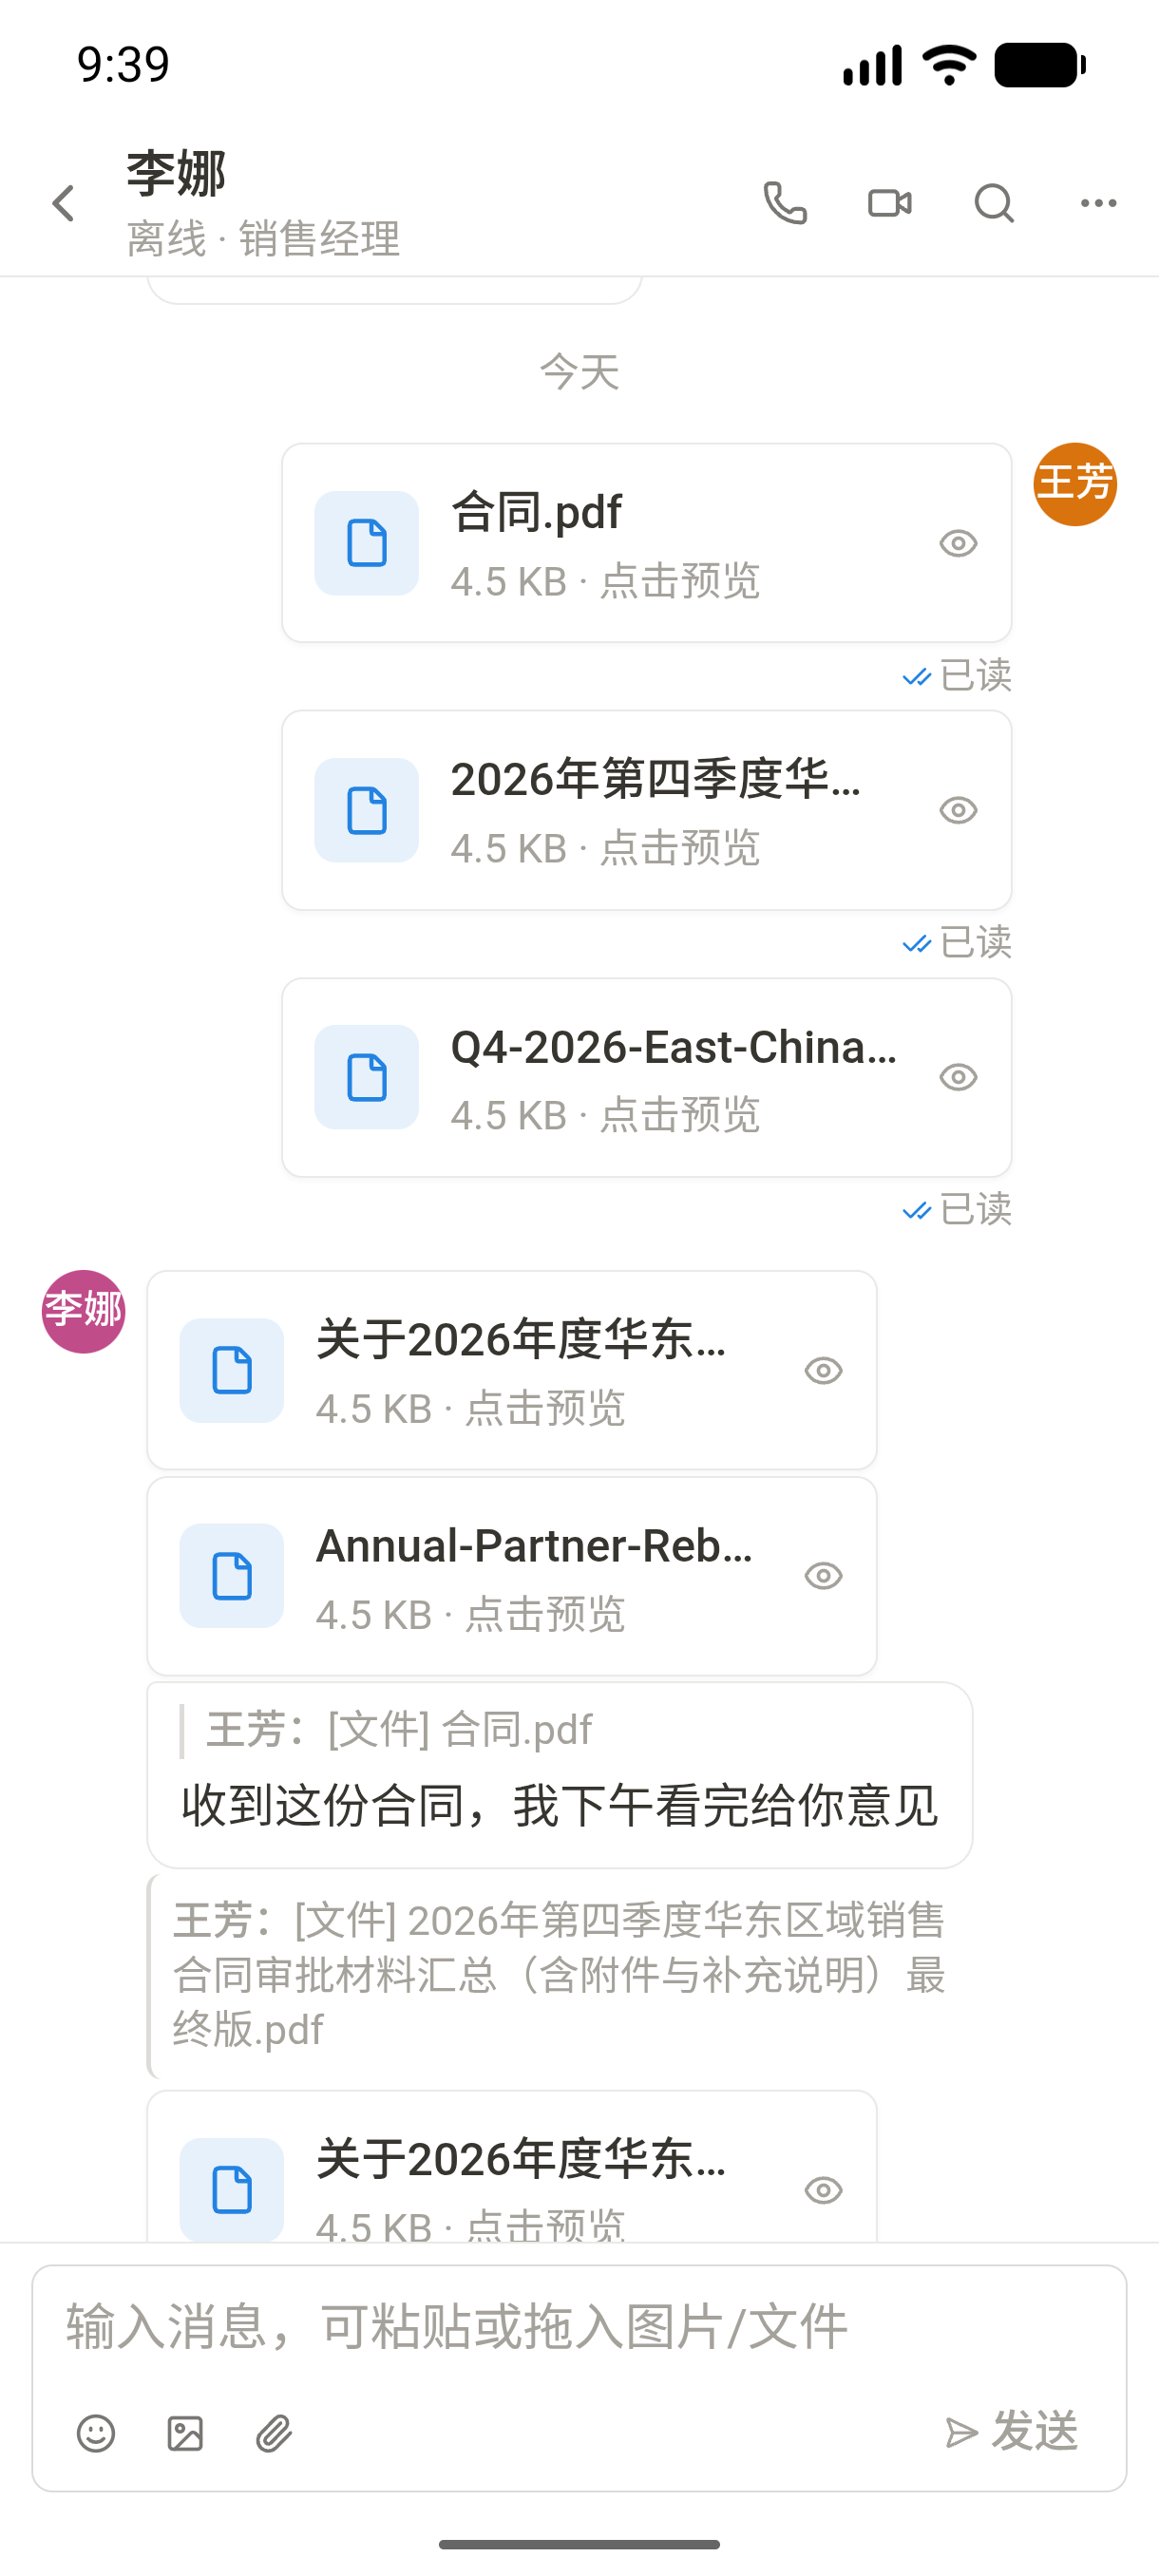 9:39
李娜
离线 · 销售经理
今天
王芳
合同.pdf
4.5 KB · 点击预览
已读
2026年第四季度华...
4.5 KB · 点击预览
已读
Q4-2026-East-China...
4.5 KB · 点击预览
已读
李娜
关于2026年度华东...
4.5 KB · 点击预览
Annual-Partner-Reb...
4.5 KB · 点击预览
王芳：[文件] 合同.pdf
收到这份合同，我下午看完给你意见
王芳：[文件] 2026年第四季度华东区域销售
合同审批材料汇总（含附件与补充说明）最
终版.pdf
关于2026年度华东...
4.5 KB · 点击预览
输入消息，可粘贴或拖入图片/文件
发送